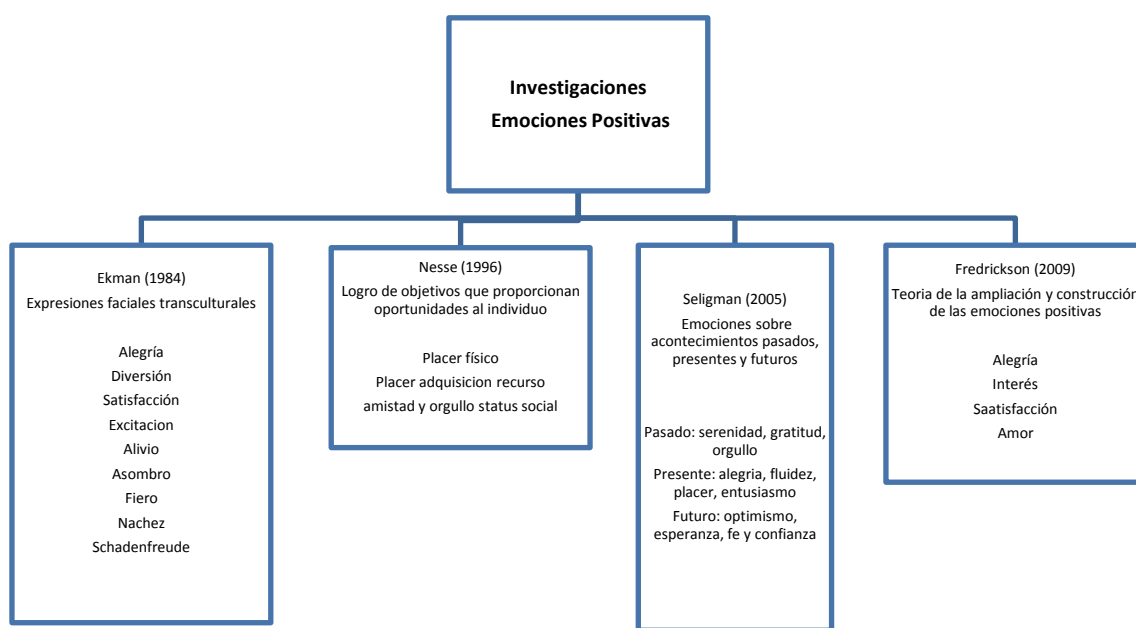 Investigaciones
Emociones Positivas
Ekman (1984)
Expresiones faciales transculturales
Alegría
Diversión
Satisfacción
Excitacion
Alivio
Asombro
Fiero
Nachez
Schadenfreude
Nesse (1996)
Logro de objetivos que proporcionan
oportunidades al individuo
Placer físico
Placer adquisicion recurso
amistad y orgullo status social
Seligman (2005)
Emociones sobre
acontecimientos pasados,
presentes y futuros
Pasado: serenidad, gratitud,
orgullo
Presente: alegria, fluidez,
placer, entusiasmo
Futuro: optimismo,
esperanza, fe y confianza
Fredrickson (2009)
Teoria de la ampliación y construcción
de las emociones positivas
Alegría
Interés
Saatisfacción
Amor